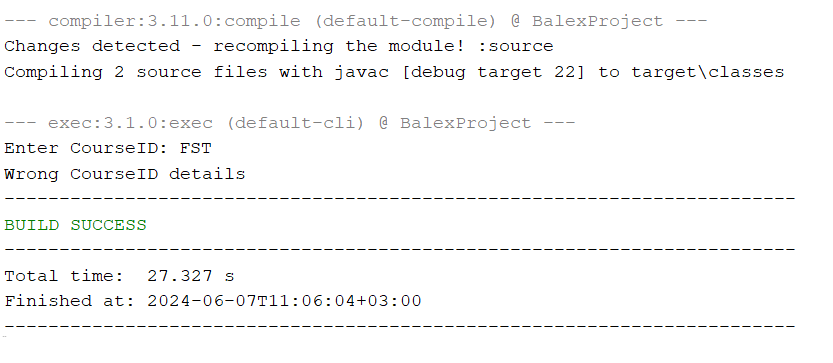 --- compiler:3.11.0:compile (default-compile) @ BalexProject ---
Changes detected - recompiling the module! :source
Compiling 2 source files with javac [debug target 22] to target\classes
--- exec:3.1.0:exec (default-cli) @ BalexProject ---
Enter CourseID: FST
Wrong CourseID details
------------------------------------------------------------------------
BUILD SUCCESS
------------------------------------------------------------------------
Total time:  27.327 s
Finished at: 2024-06-07T11:06:04+03:00
------------------------------------------------------------------------